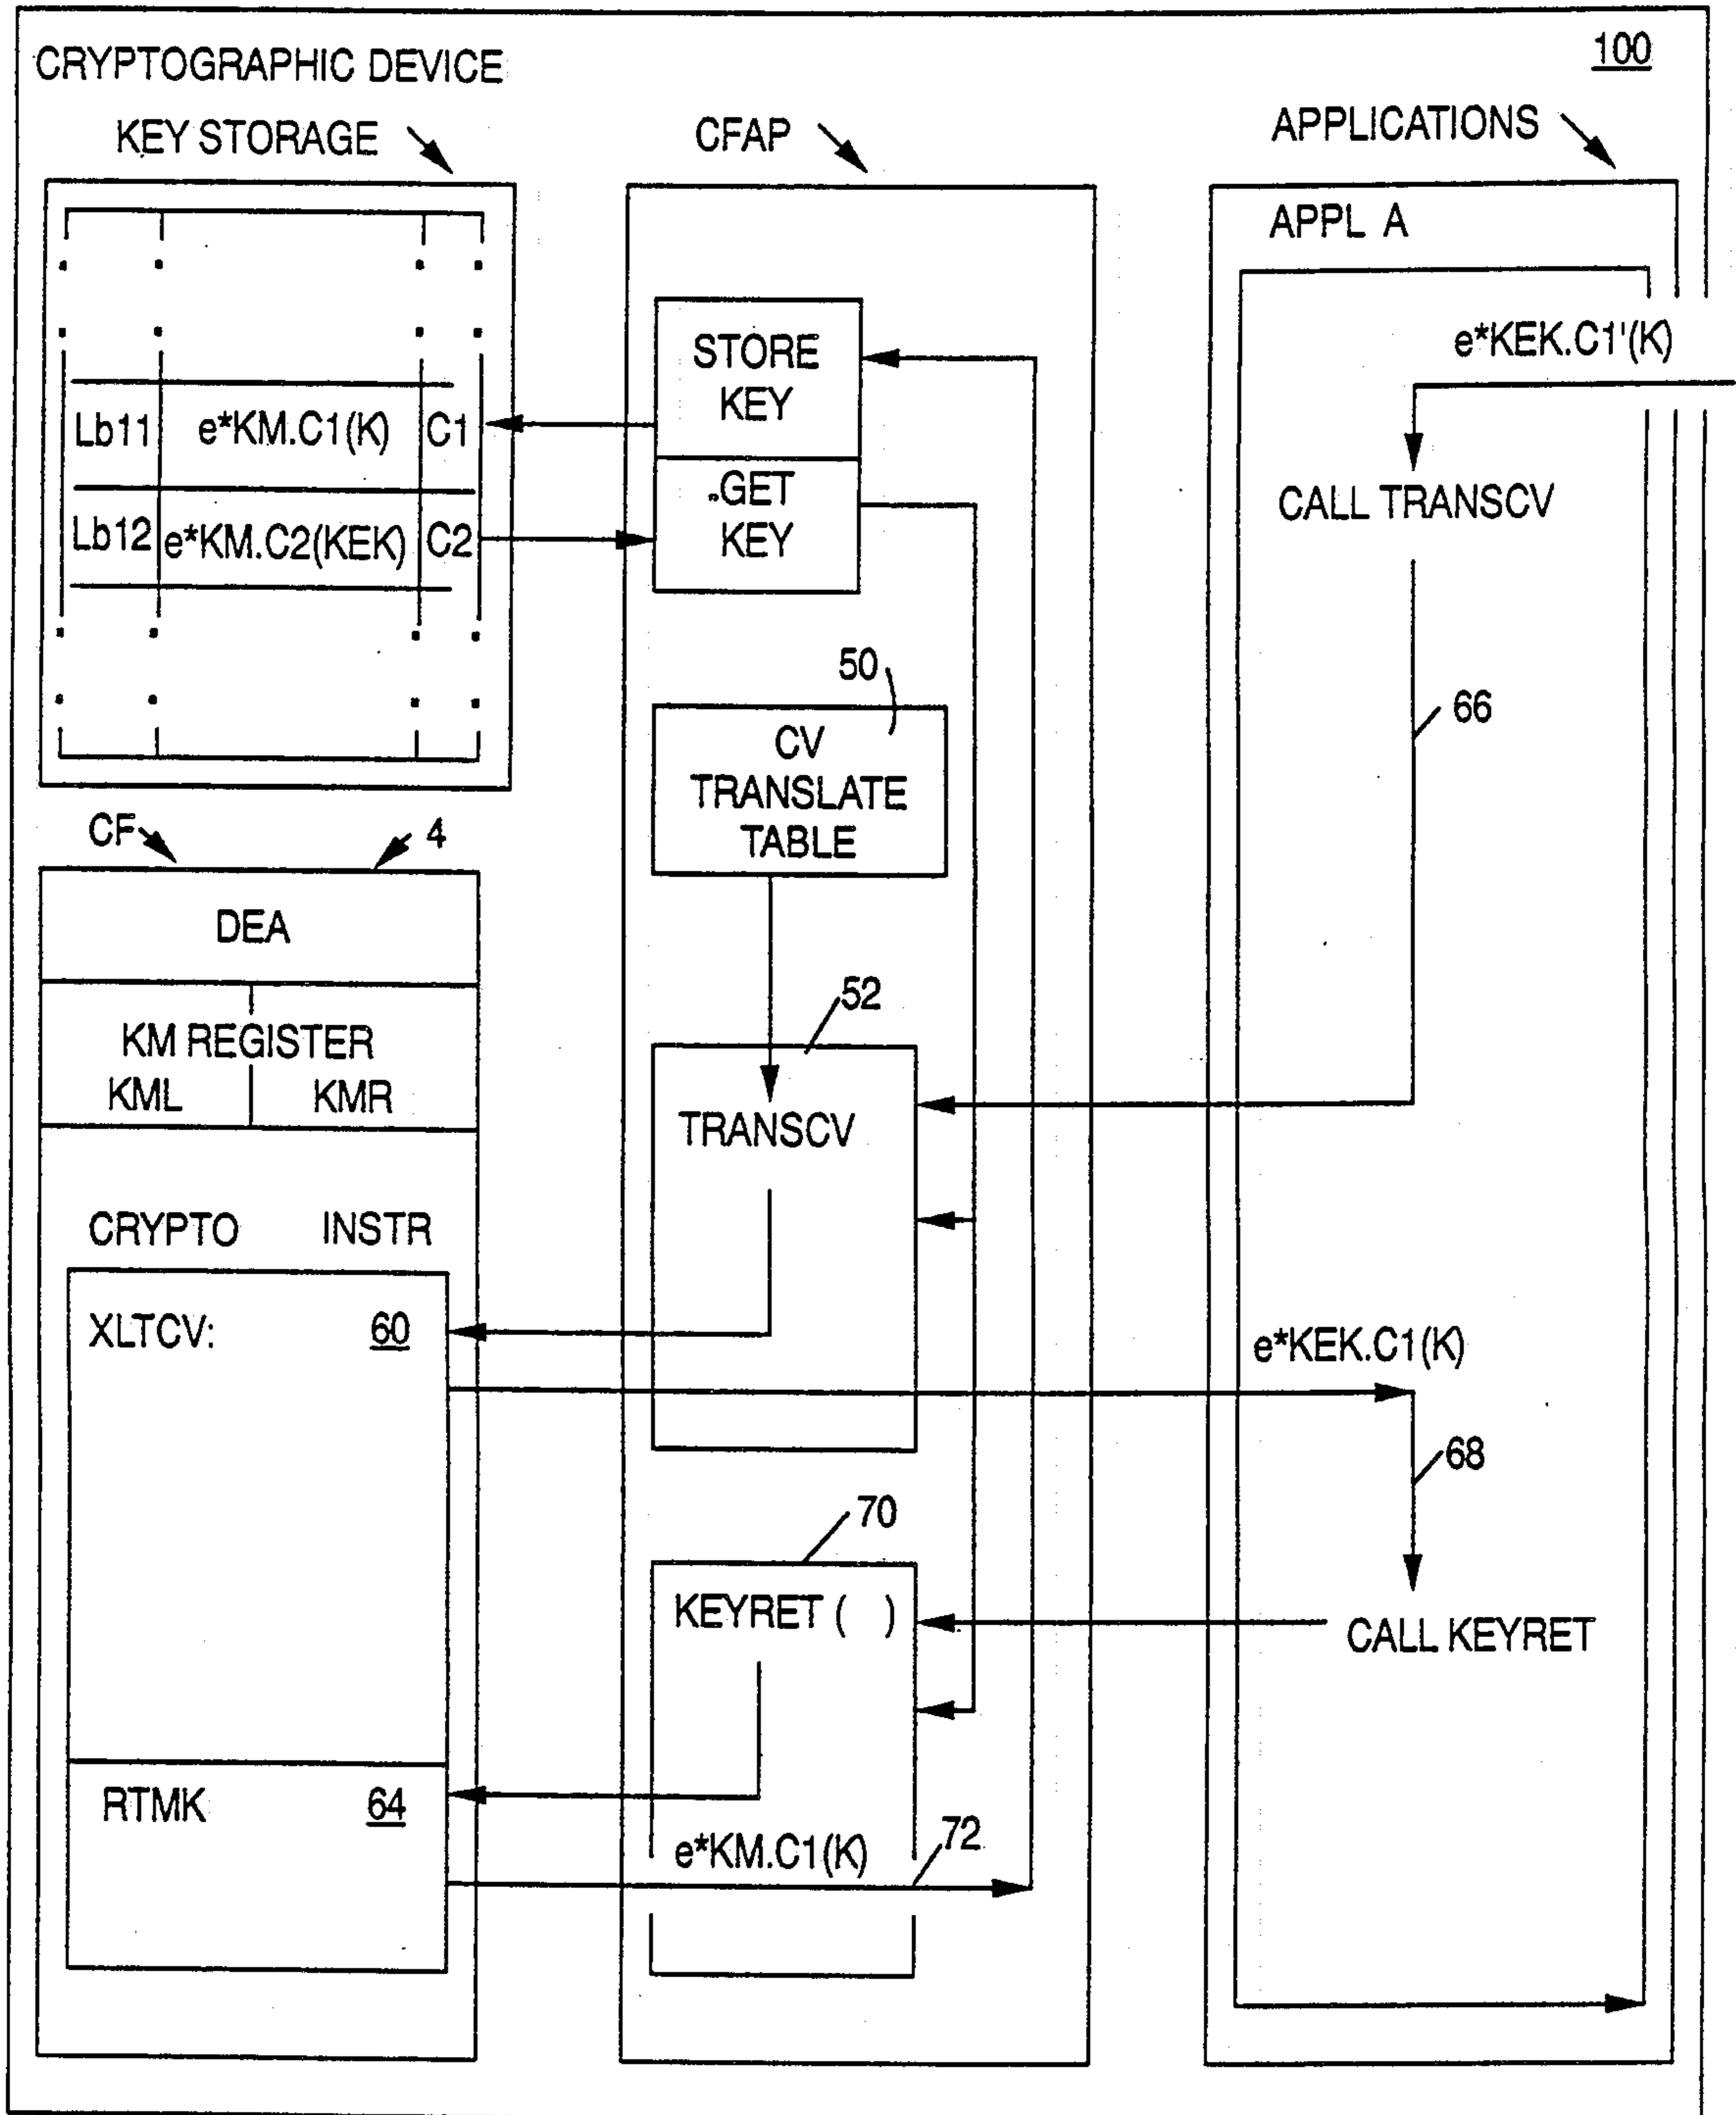 CRYPTOGRAPHIC DEVICE
100
KEY STORAGE
CFAP
APPLICATIONS
APPL A
e*KEK.C1'(K)
STORE
KEY
Lb11 e*KM.C1(K) C1
GET
KEY
Lb12 e*KM.C2(KEK) C2
CALL TRANSCV
50
66
CV
TRANSLATE
TABLE
CF
4
DEA
52
KM REGISTER
KML KMR
TRANSCV
CRYPTO INSTR
XLTCV: 60
e*KEK.C1(K)
68
70
KEYRET ( )
CALL KEYRET
RTMK 64
e*KM.C1(K)
72